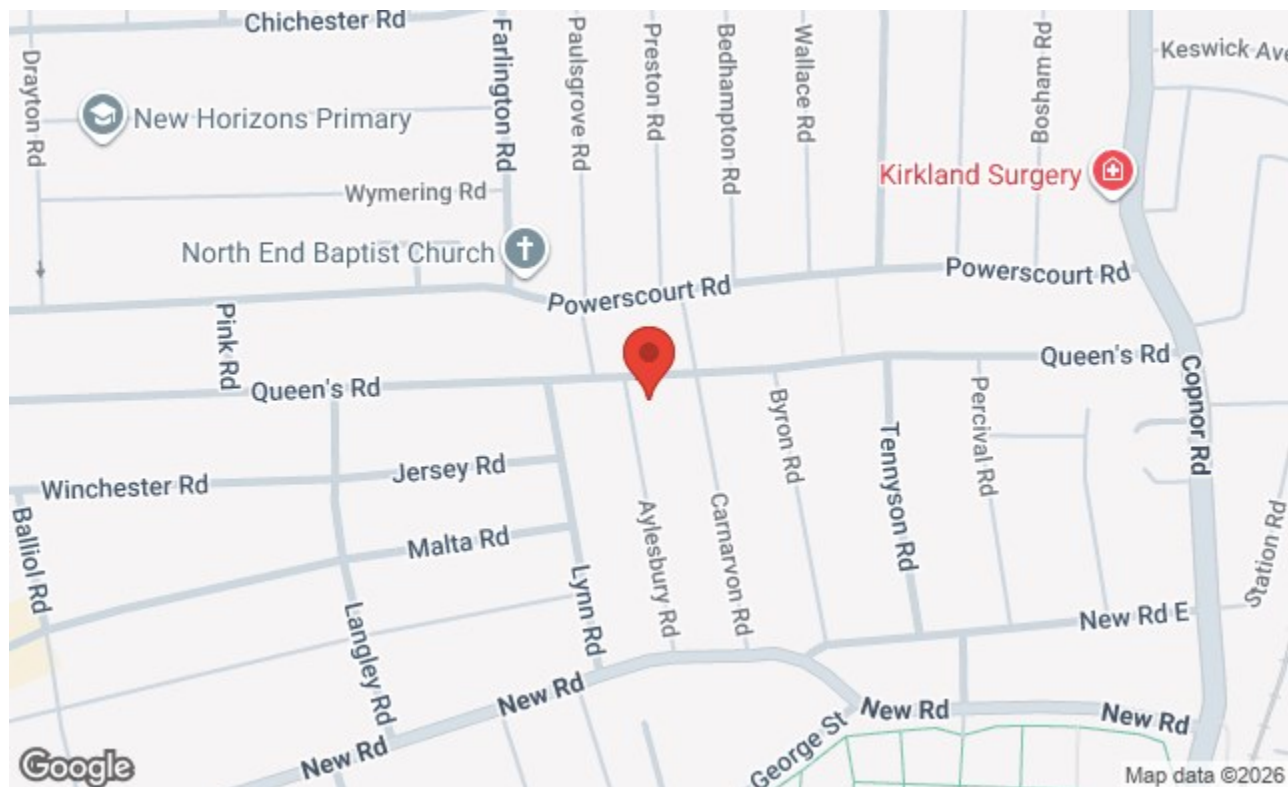 Chichester Rd
Drayton Rd
Farlington Rd
Paulsgrove Rd
Preston Rd
Bedhampton Rd
Wallace Rd
Bosham Rd
Keswick Ave
New Horizons Primary
Kirkland Surgery
Wymering Rd
North End Baptist Church
Powerscourt Rd
Powerscourt Rd
Pink Rd
Queen's Rd
Queen's Rd
Copnor Rd
Byron Rd
Tennyson Rd
Percival Rd
Winchester Rd
Jersey Rd
Balliol Rd
Malta Rd
Aylesbury Rd
Carnarvon Rd
Station Rd
Lynn Rd
Langley Rd
New Rd E
New Rd
New Rd
New Rd
New Rd
George St
Google
Map data ©2026